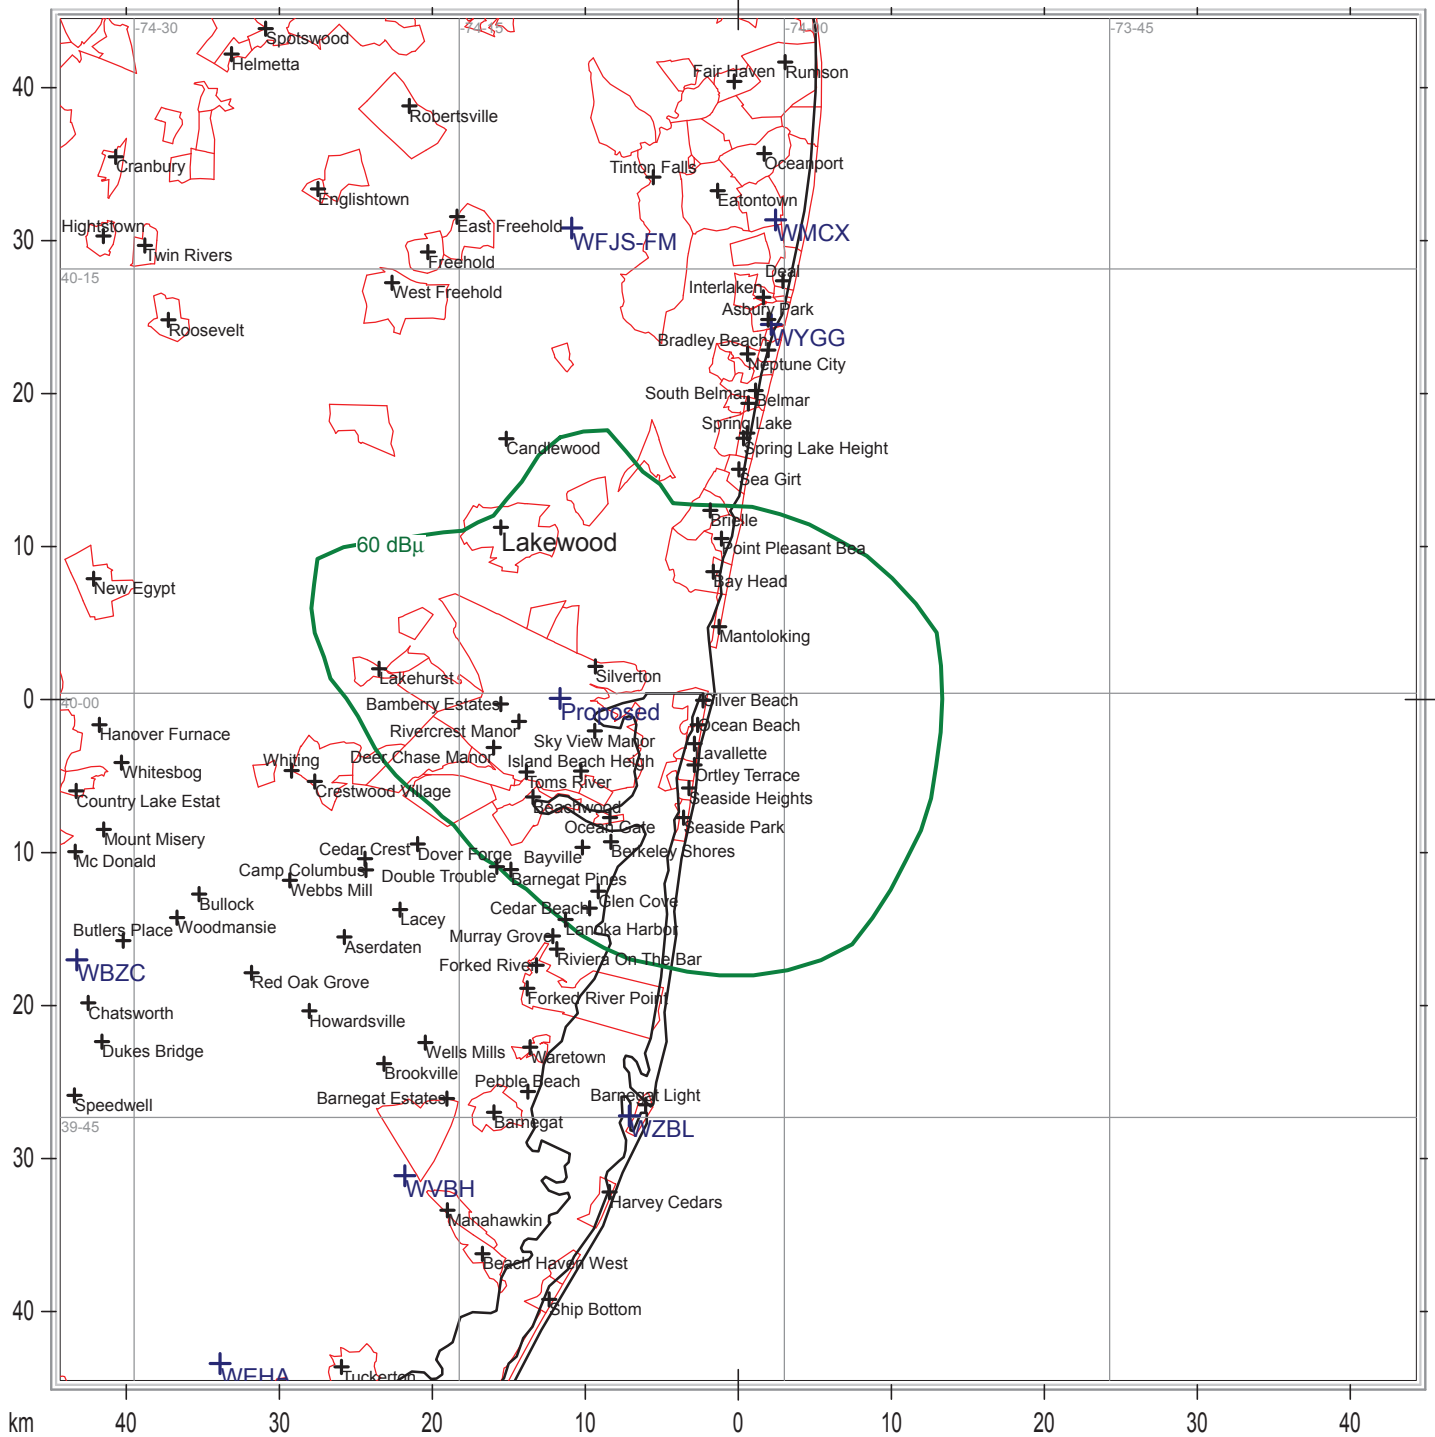 -74-30
-74-15
-74-00
-73-45
Spotswood
Helmetta
Fair Haven
Rumson
40
Robertsville
Cranbury
Tinton Falls
Oceanport
Englishtown
Eatontown
Hightstown
East Freehold
WFJS-FM
WMCX
30
Twin Rivers
Freehold
40-15
Deal
West Freehold
Interlaken
Asbury Park
Roosevelt
Bradley Beach
WYGG
Neptune City
20
South Belmar
Belmar
Spring Lake
Candlewood
Spring Lake Height
Sea Girt
Brielle
10
60 dBµ
Lakewood
Point Pleasant Bea
New Egypt
Bay Head
Mantoloking
Lakehurst
Silverton
0
40-00
Bamberry Estates
Proposed
Silver Beach
Hanover Furnace
Rivercrest Manor
Sky View Manor
Ocean Beach
Whiting
Deer Chase Manor
Island Beach Heigh
Lavallette
Whitesbog
Toms River
Ortley Terrace
Country Lake Estat
Crestwood Village
Beachwood
Seaside Heights
Mount Misery
Ocean Gate
Seaside Park
10
Mc Donald
Cedar Crest
Dover Forge
Bayville
Berkeley Shores
Camp Columbus
Double Trouble
Barnegat Pines
Webbs Mill
Bullock
Lacey
Cedar Beach
Glen Cove
Butlers Place
Woodmansie
Aserdaten
Murray Grove
Lanoka Harbor
WBZC
Red Oak Grove
Forked River
Riviera On The Bar
20
Chatsworth
Howardsville
Forked River Point
Dukes Bridge
Wells Mills
Waretown
Brookville
Pebble Beach
Speedwell
Barnegat Estates
Barnegat Light
39-45
Barnegat
WZBL
30
WVBH
Manahawkin
Harvey Cedars
Beach Haven West
40
Ship Bottom
WEHA
Tuckerton
km
40
30
20
10
0
10
20
30
40